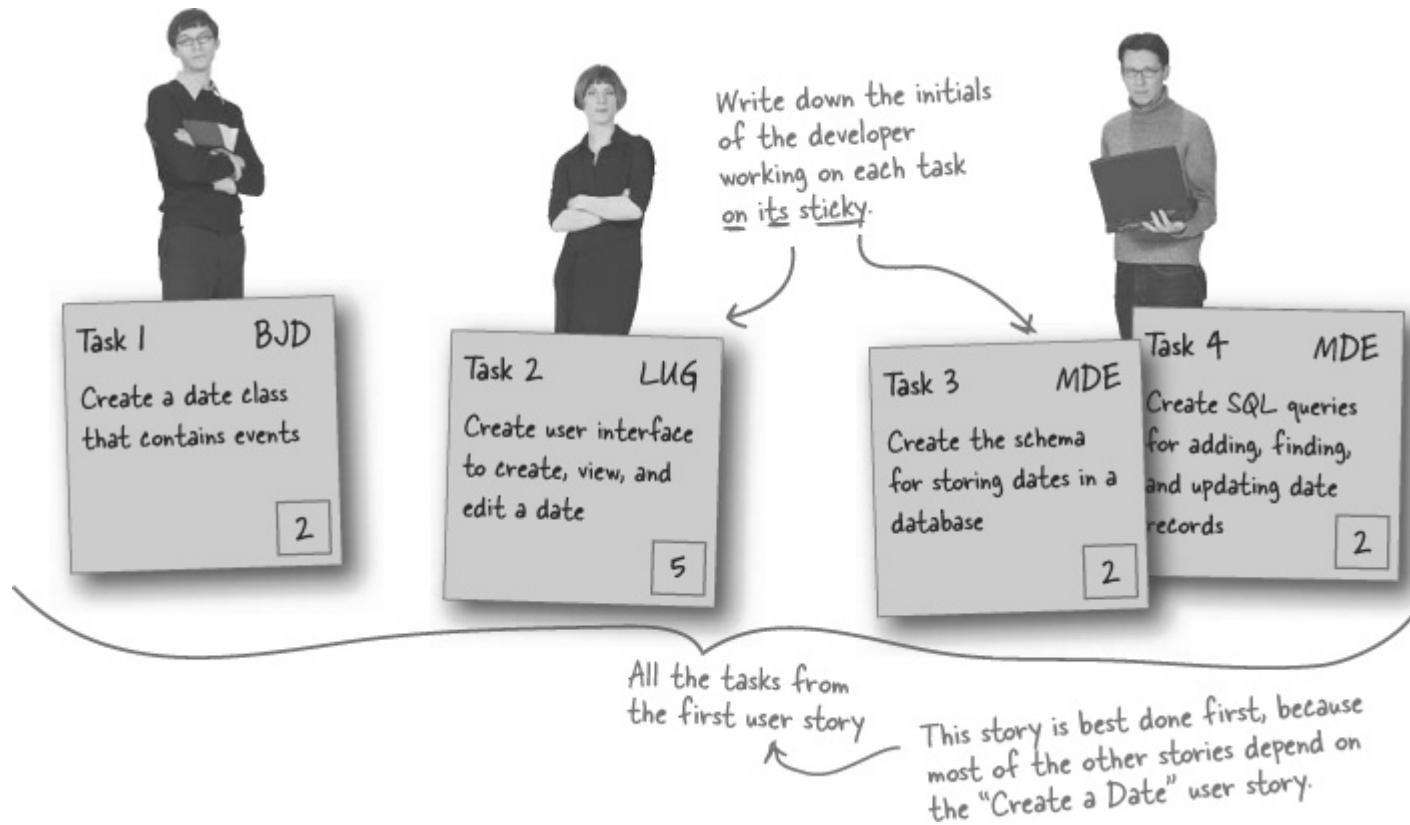 Write down the initials
of the developer
working on each task
on its sticky.
Task 1 BJD
Create a date class
that contains events
2
Task 2 LUG
Create user interface
to create, view, and
edit a date
5
Task 3 MDE
Create the schema
for storing dates in a
database
2
Task 4 MDE
Create SQL queries
for adding, finding,
and updating date
records
2
All the tasks from
the first user story
This story is best done first, because
most of the other stories depend on
the “Create a Date” user story.